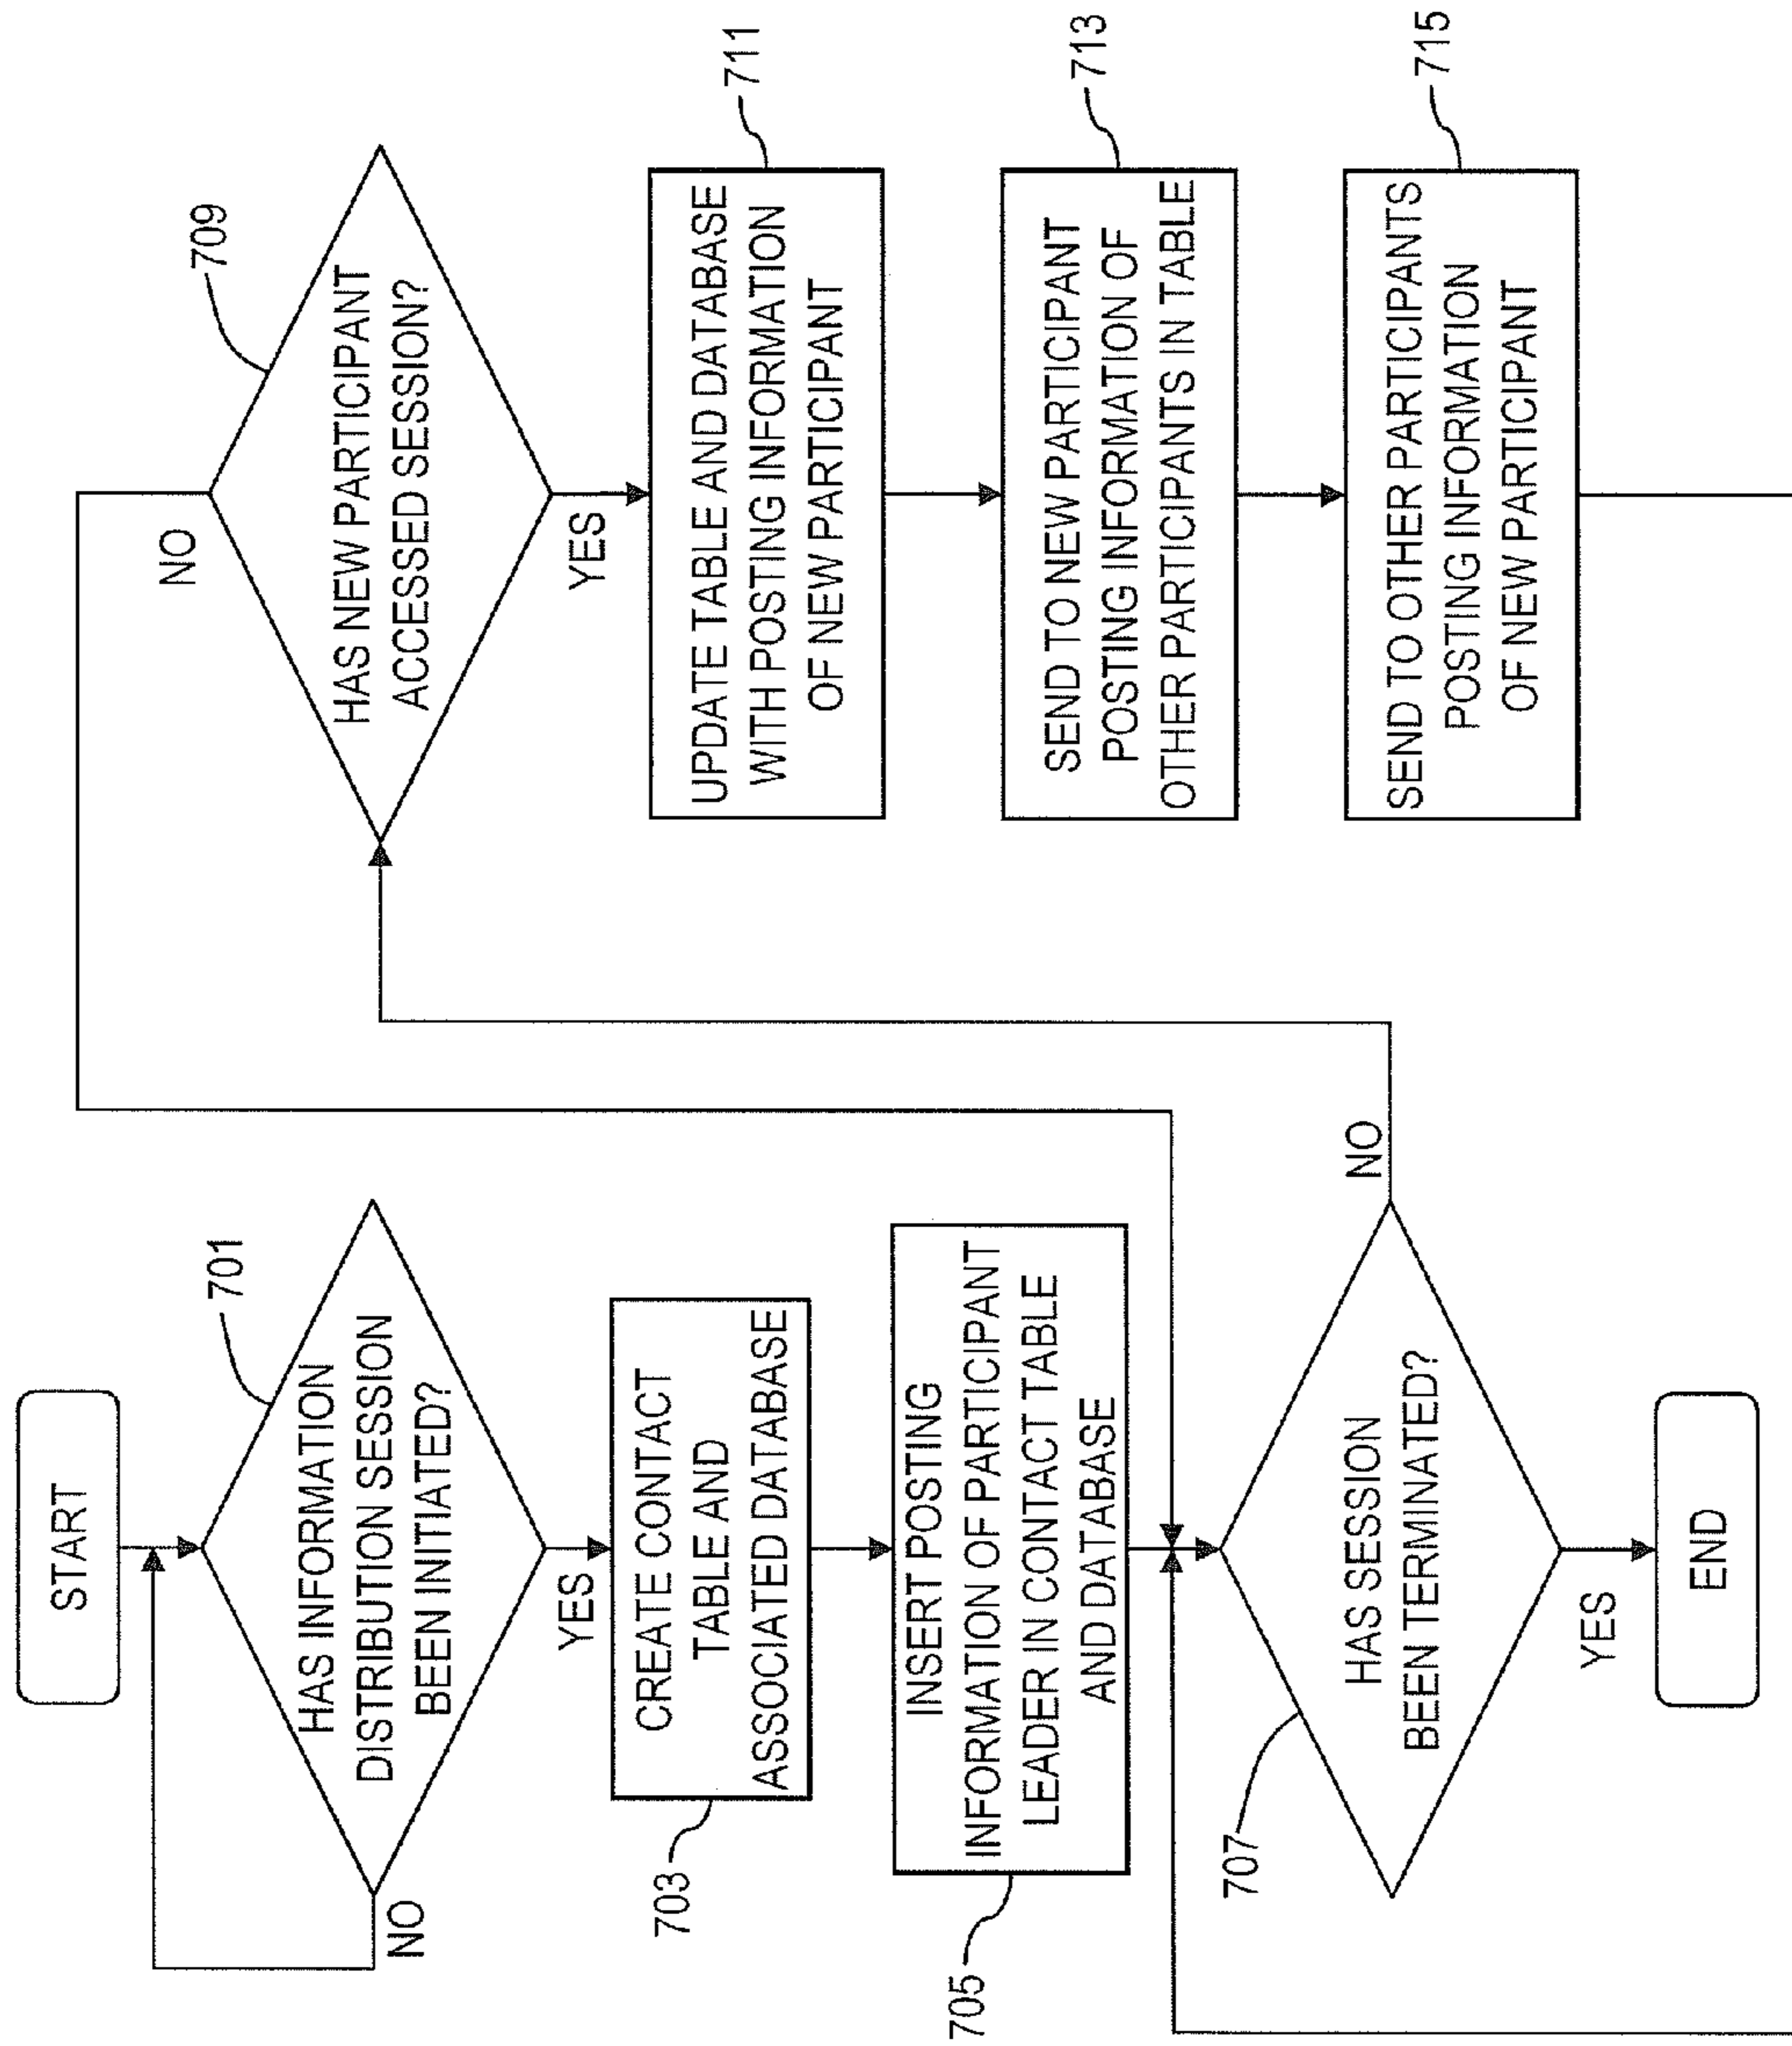 START
701
HAS INFORMATION
DISTRIBUTION SESSION
BEEN INITIATED?
NO
YES
703
CREATE CONTACT
TABLE AND
ASSOCIATED DATABASE
705
INSERT POSTING
INFORMATION OF PARTICIPANT
LEADER IN CONTACT TABLE
AND DATABASE
707
HAS SESSION
BEEN TERMINATED?
NO
YES
END
709
HAS NEW PARTICIPANT
ACCESSED SESSION?
NO
YES
711
UPDATE TABLE AND DATABASE
WITH POSTING INFORMATION
OF NEW PARTICIPANT
713
SEND TO NEW PARTICIPANT
POSTING INFORMATION OF
OTHER PARTICIPANTS IN TABLE
715
SEND TO OTHER PARTICIPANTS
POSTING INFORMATION
OF NEW PARTICIPANT